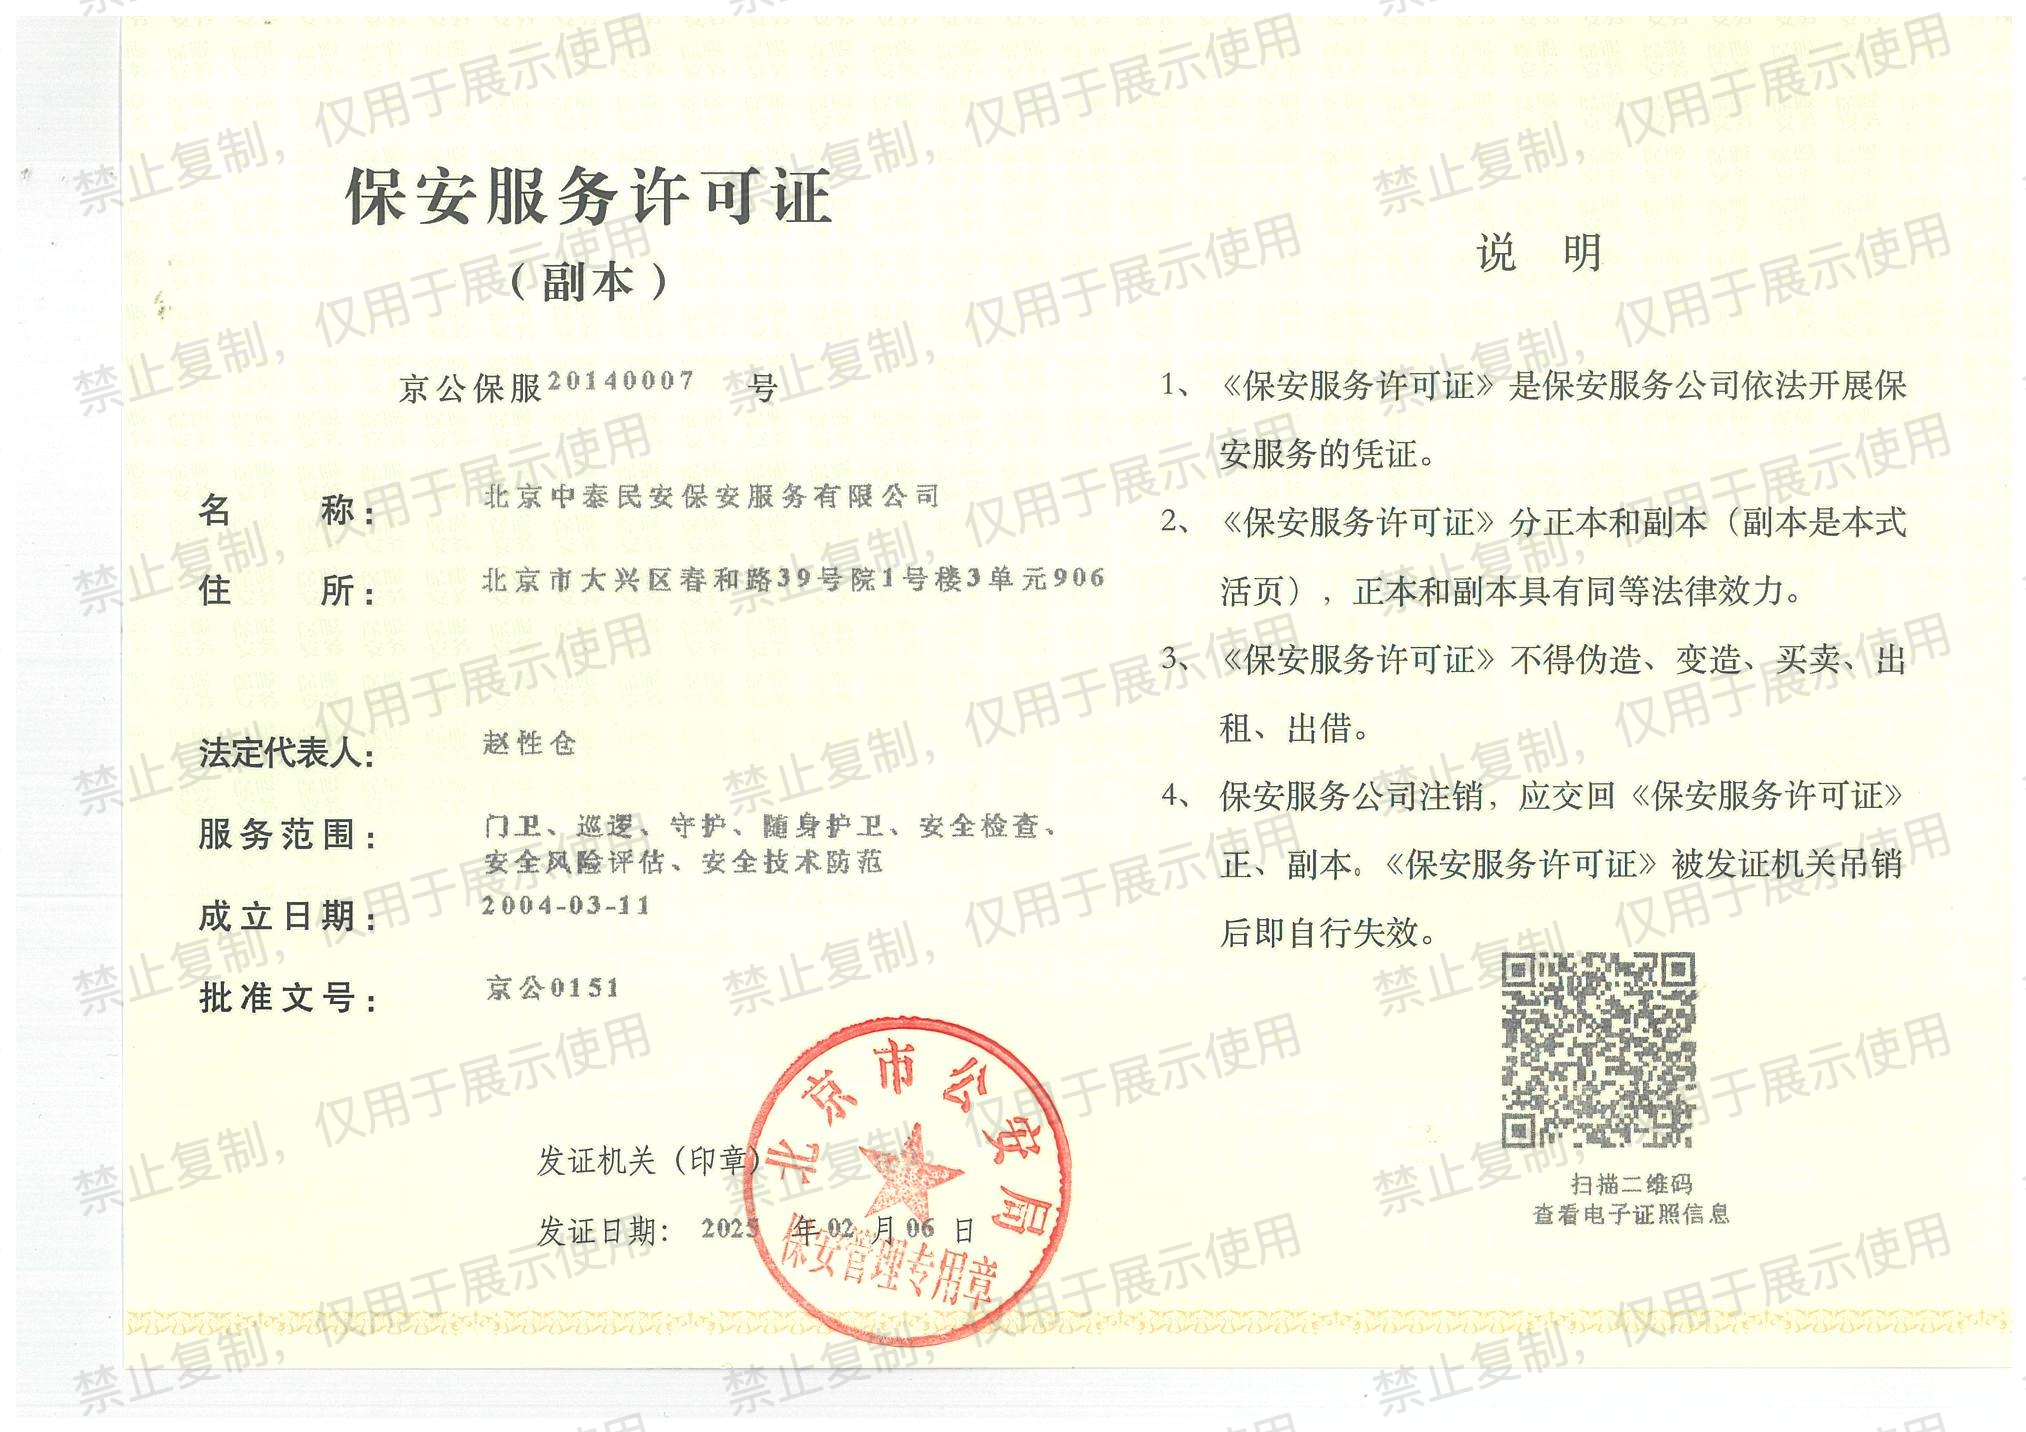 保安服务许可证
（副本）
京公保服20140007 号
名 称: 北京中泰民安保安服务有限公司
住 所: 北京市大兴区春和路39号院1号楼3单元906
法定代表人: 赵性仓
服务范围: 门卫、巡逻、守护、随身护卫、安全检查、
安全风险评估、安全技术防范
成立日期: 2004-03-11
批准文号: 京公0151
发证机关（印章）
发证日期: 2025 年 02 月 06 日
北京市公安局
保安管理专用章
说 明
1、《保安服务许可证》是保安服务公司依法开展保
安服务的凭证。
2、《保安服务许可证》分正本和副本（副本是本式
活页），正本和副本具有同等法律效力。
3、《保安服务许可证》不得伪造、变造、买卖、出
租、出借。
4、保安服务公司注销，应交回《保安服务许可证》
正、副本。《保安服务许可证》被发证机关吊销
后即自行失效。
扫描二维码
查看电子证照信息
禁止复制，仅用于展示使用